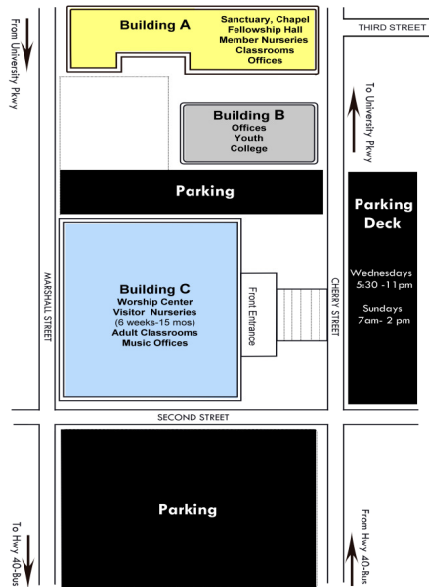 From University Pkwy
Building A
Sanctuary, Chapel
Fellowship Hall
Member Nurseries
Classrooms
Offices
THIRD STREET
To University Pkwy
Building B
Offices
Youth
College
Parking
Parking
Deck
Wednesdays
5:30 -11pm
Sundays
7am- 2 pm
MARSHALL STREET
Building C
Worship Center
Visitor Nurseries
(6 weeks-15 mos)
Adult Classrooms
Music Offices
Front Entrance
CHERRY STREET
SECOND STREET
Parking
To Hwy 40-Bus
From Hwy 40-Bus